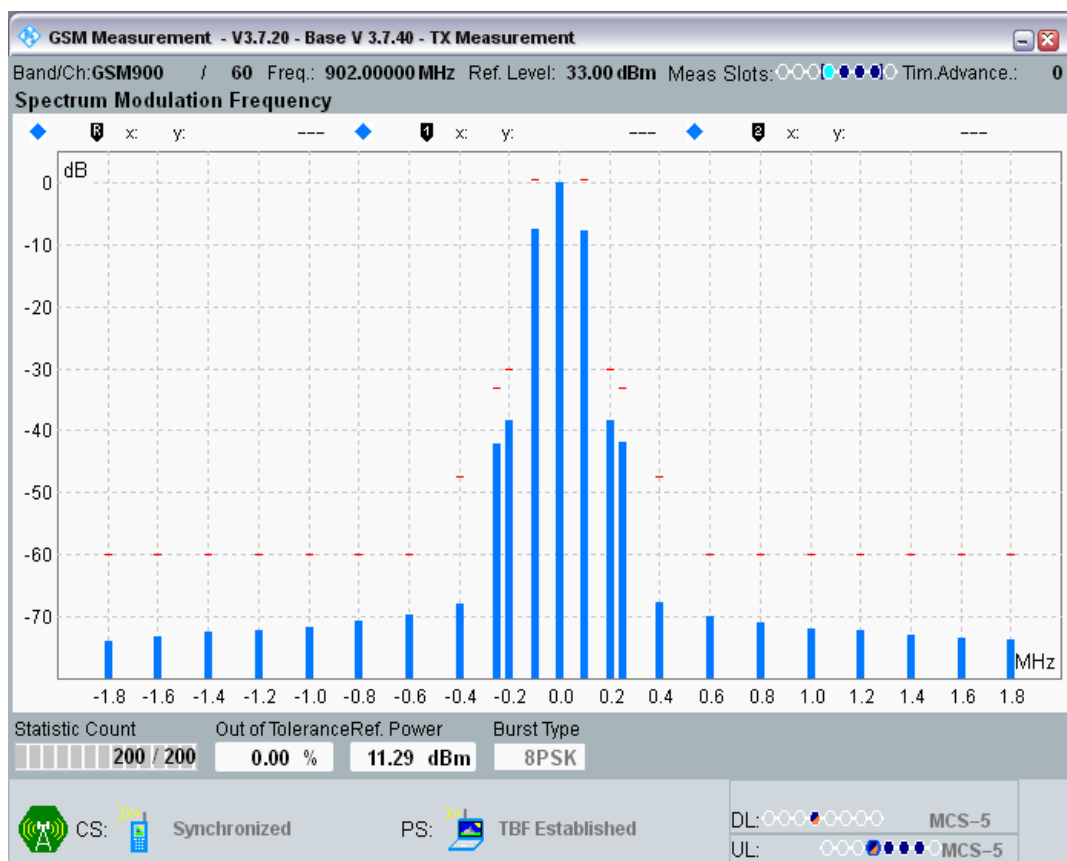 GSM Measurement - V3.7.20 - Base V 3.7.40 - TX Measurement
Band/Ch:GSM900 / 60 Freq.: 902.00000 MHz Ref. Level: 33.00 dBm Meas Slots: Tim.Advance.: 0
Spectrum Modulation Frequency
R x: y: --- 1 x: y: --- 2 x: y: ---
dB
0
-10
-20
-30
-40
-50
-60
-70
MHz
-1.8 -1.6 -1.4 -1.2 -1.0 -0.8 -0.6 -0.4 -0.2 0.0 0.2 0.4 0.6 0.8 1.0 1.2 1.4 1.6 1.8
Statistic Count Out of Tolerance Ref. Power Burst Type
200 / 200 0.00 % 11.29 dBm 8PSK
CS: Synchronized PS: TBF Established
DL: MCS-5
UL: MCS-5